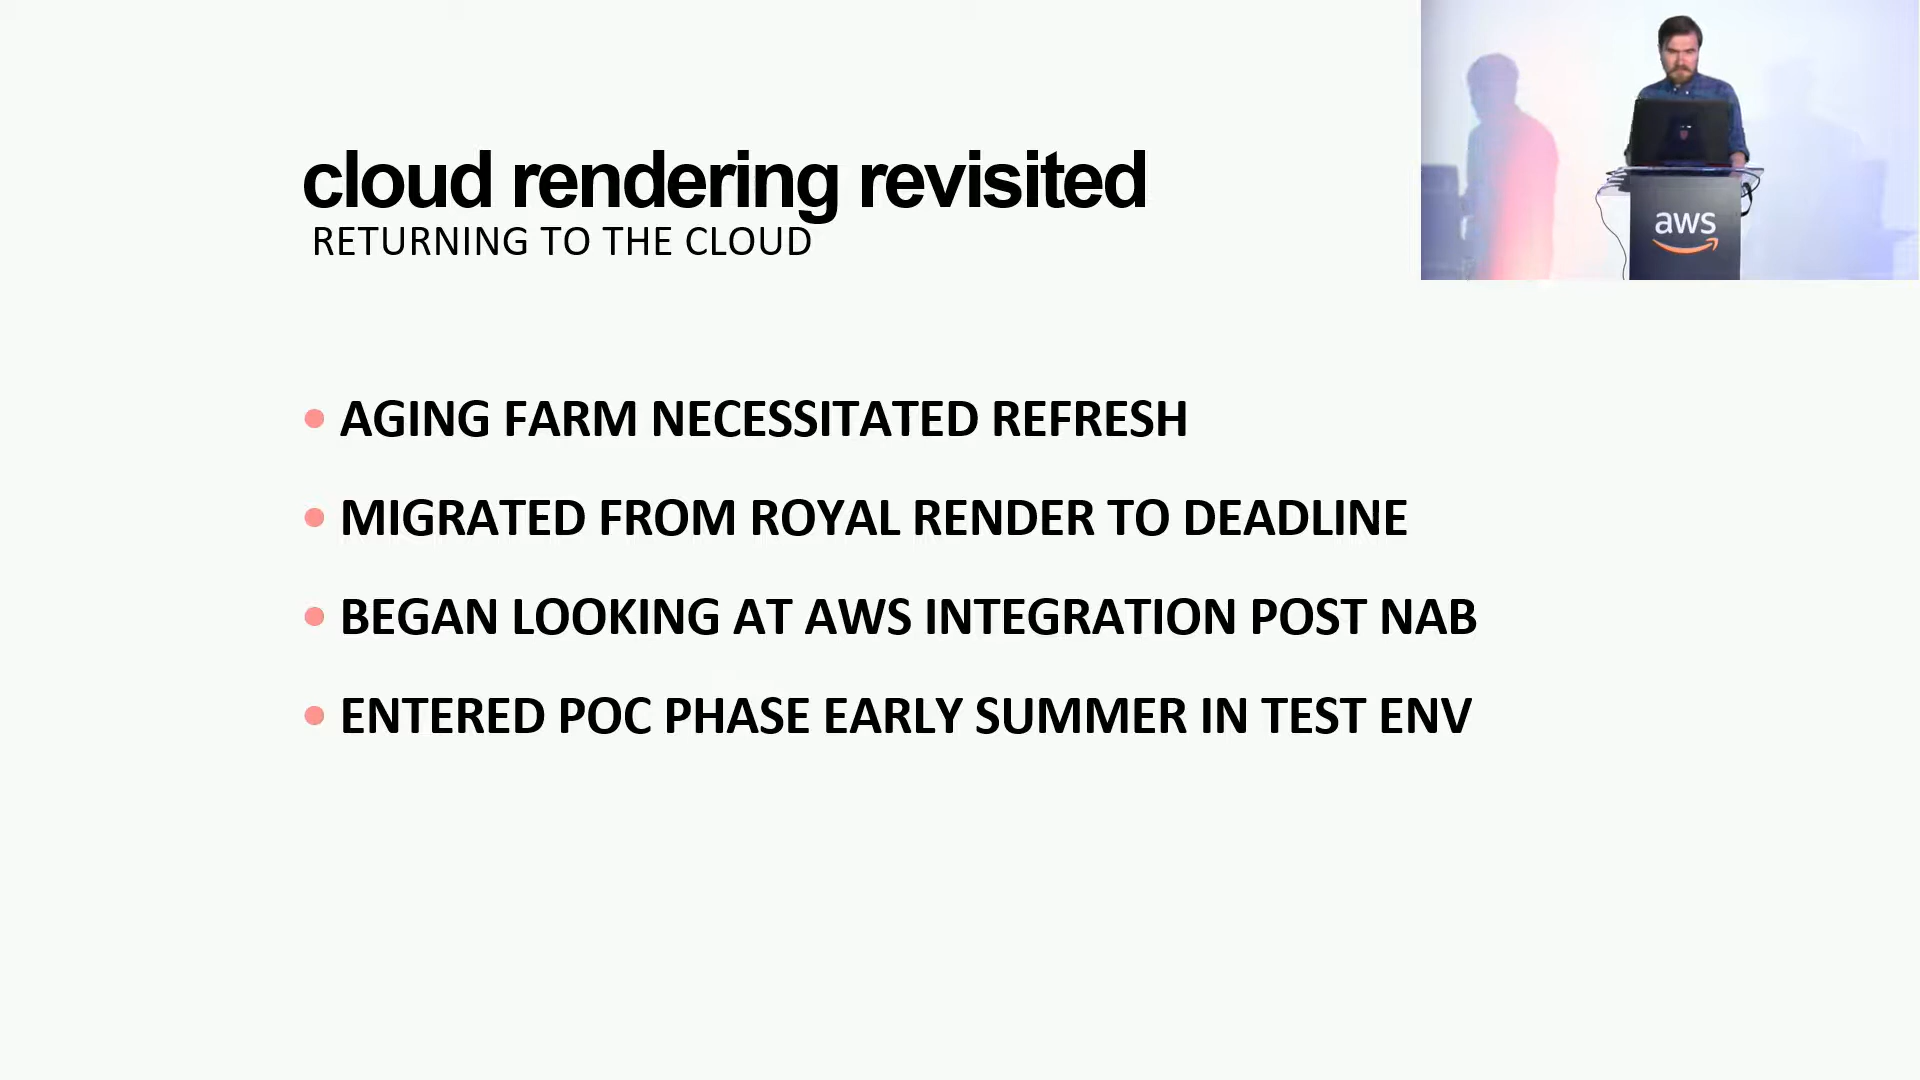 cloud rendering revisited
RETURNING TO THE CLOUD
aws
• AGING FARM NECESSITATED REFRESH
• MIGRATED FROM ROYAL RENDER TO DEADLINE
• BEGAN LOOKING AT AWS INTEGRATION POST NAB
• ENTERED POC PHASE EARLY SUMMER IN TEST ENV